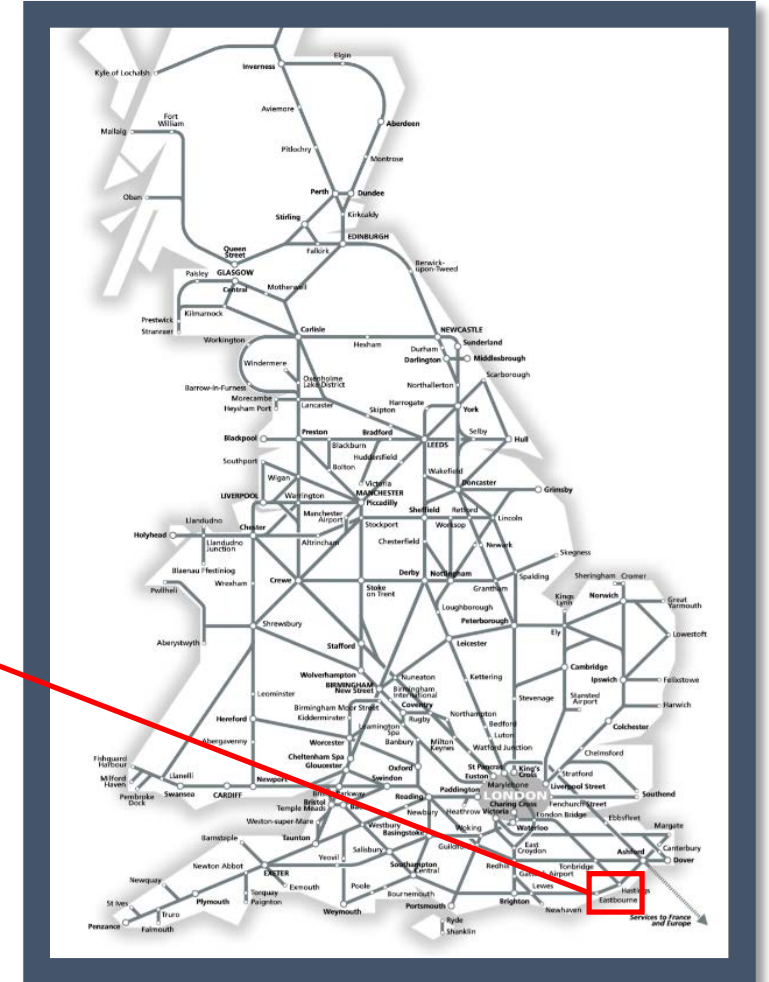 Elgin
Kyle of Lochalsh
Inverness
Aviemore
Fort
William
Aberdeen
Mallaig
Pitlochry
Montrose
Perth
Dundee
Oban
Stirling
Kirkcaldy
EDINBURGH
Queen
Street
Falkirk
Berwick-
upon-Tweed
Paisley
GLASGOW
Central
Motherwell
Prestwick
Kilmarnock
Stranraer
Carlisle
NEWCASTLE
Workington
Hexham
Durham
Sunderland
Darlington
Middlesbrough
Windermere
Scarborough
Oxenholme
Lake District
Northallerton
Barrow-in-Furness
Morecambe
Heysham Port
Lancaster
Harrogate
York
Skipton
Blackpool
Preston
Bradford
LEEDS
Selby
Hull
Blackburn
Huddersfield
Southport
Bolton
Wakefield
Wigan
Victoria
Doncaster
Grimsby
LIVERPOOL
Warrington
MANCHESTER
Piccadilly
Manchester
Airport
Sheffield
Retford
Llandudno
Chester
Stockport
Worksop
Lincoln
Holyhead
Llandudno
Junction
Altrincham
Chesterfield
Newark
Skegness
Blaenau Ffestiniog
Wrexham
Crewe
Derby
Nottingham
Spalding
Sheringham
Cromer
Pwllheli
Stoke
on Trent
Grantham
Kings
Lynn
Norwich
Great
Yarmouth
Loughborough
Shrewsbury
Peterborough
Ely
Lowestoft
Aberystwyth
Stafford
Leicester
Wolverhampton
Nuneaton
Kettering
Cambridge
Ipswich
Felixstowe
BIRMINGHAM
New Street
Birmingham
International
Leominster
Birmingham Moor Street
Coventry
Stevenage
Stansted
Airport
Harwich
Kidderminster
Rugby
Northampton
Hereford
Leamington
Spa
Bedford
Colchester
Abergavenny
Worcester
Banbury
Milton
Keynes
Luton
Cheltenham Spa
Watford Junction
Chelmsford
Fishguard
Harbour
Gloucester
Oxford
St Pancras
King's
Cross
Llanelli
Newport
Swindon
Euston
Stratford
Milford
Haven
Paddington
Marylebone
Liverpool Street
Pembroke
Dock
Swansea
CARDIFF
Parkway
Reading
LONDON
Southend
Bristol
Temple Meads
Newbury
Heathrow
Victoria
Charing Cross
Fenchurch Street
Weston-super-Mare
London Bridge
Ebbsfleet
Westbury
Basingstoke
Woking
Waterloo
Margate
Barnstaple
Taunton
Salisbury
Guildford
East
Croydon
Canterbury
Yeovil
Ashford
Dover
Newton Abbot
Southampton
Central
Redhill
Tonbridge
Newquay
EXETER
Gatwick Airport
Exmouth
Poole
Lewes
Hastings
St Ives
Plymouth
Torquay
Paignton
Bournemouth
Eastbourne
Truro
Weymouth
Portsmouth
Brighton
Newhaven
Penzance
Falmouth
Ryde
Shanklin
Services to France
and Europe